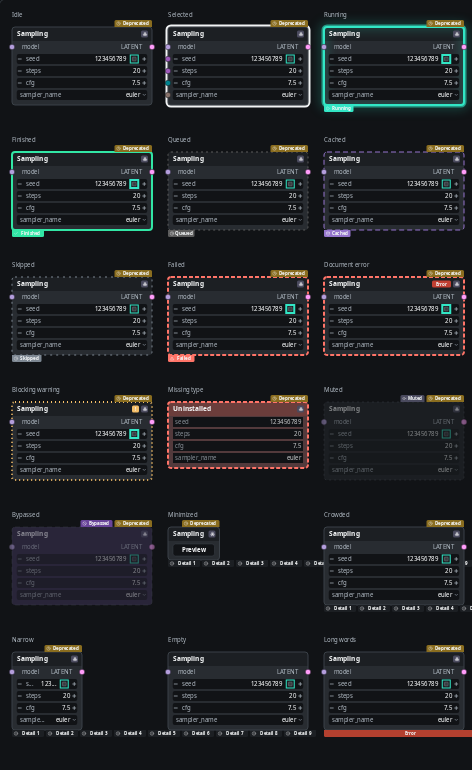 Idle Selected Running
Deprecated Deprecated Deprecated
Sampling Sampling Sampling
model LATENT model LATENT model LATENT
seed 123456789 seed 123456789 seed 123456789
steps 20 steps 20 steps 20
cfg 7.5 cfg 7.5 cfg 7.5
sampler_name euler sampler_name euler sampler_name euler
Running
Finished Queued Cached
Deprecated Deprecated Deprecated
Sampling Sampling Sampling
model LATENT model LATENT model LATENT
seed 123456789 seed 123456789 seed 123456789
steps 20 steps 20 steps 20
cfg 7.5 cfg 7.5 cfg 7.5
sampler_name euler sampler_name euler sampler_name euler
Finished Queued Cached
Skipped Failed Document error
Deprecated Deprecated Deprecated
Sampling Sampling Sampling Error
model LATENT model LATENT model LATENT
seed 123456789 seed 123456789 seed 123456789
steps 20 steps 20 steps 20
cfg 7.5 cfg 7.5 cfg 7.5
sampler_name euler sampler_name euler sampler_name euler
Skipped Failed
Blocking warning Missing type Muted
Deprecated Deprecated Muted Deprecated
Sampling Uninstalled Sampling
model LATENT seed 123456789 model LATENT
seed 123456789 steps 20 seed 123456789
steps 20 cfg 7.5 steps 20
cfg 7.5 sampler_name euler cfg 7.5
sampler_name euler sampler_name euler
Bypassed Minimized Crowded
Bypassed Deprecated Deprecated Deprecated
Sampling Sampling Sampling
model LATENT Preview model LATENT
seed 123456789 Detail 1 Detail 2 Detail 3 Detail 4 seed 123456789
steps 20 steps 20
cfg 7.5 cfg 7.5
sampler_name euler sampler_name euler
Detail 1 Detail 2 Detail 3 Detail 4
Narrow Empty Long words
Deprecated Deprecated Deprecated
Sampling Sampling Sampling
model LATENT model LATENT model LATENT
s... 123... seed 123456789 seed 123456789
steps 20 steps 20 steps 20
cfg 7.5 cfg 7.5 cfg 7.5
sample... euler sampler_name euler sampler_name euler
Detail 1 Detail 2 Detail 3 Detail 4 Detail 5 Detail 6 Detail 7 Detail 8 Detail 9 Error